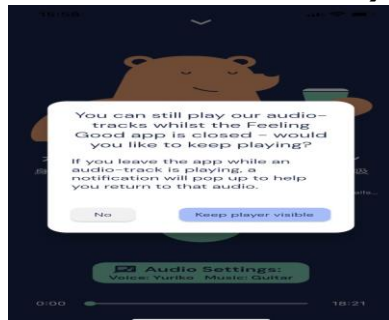 You can still play our audio-
tracks whilst the Feeling
Good app is closed – would
you like to keep playing?
If you leave the app while an
audio-track is playing, a
notification will pop up to help
you return to that audio.
No
Keep player visible
Audio Settings:
Voice: Yuriko Music: Guitar
0:00
18:21